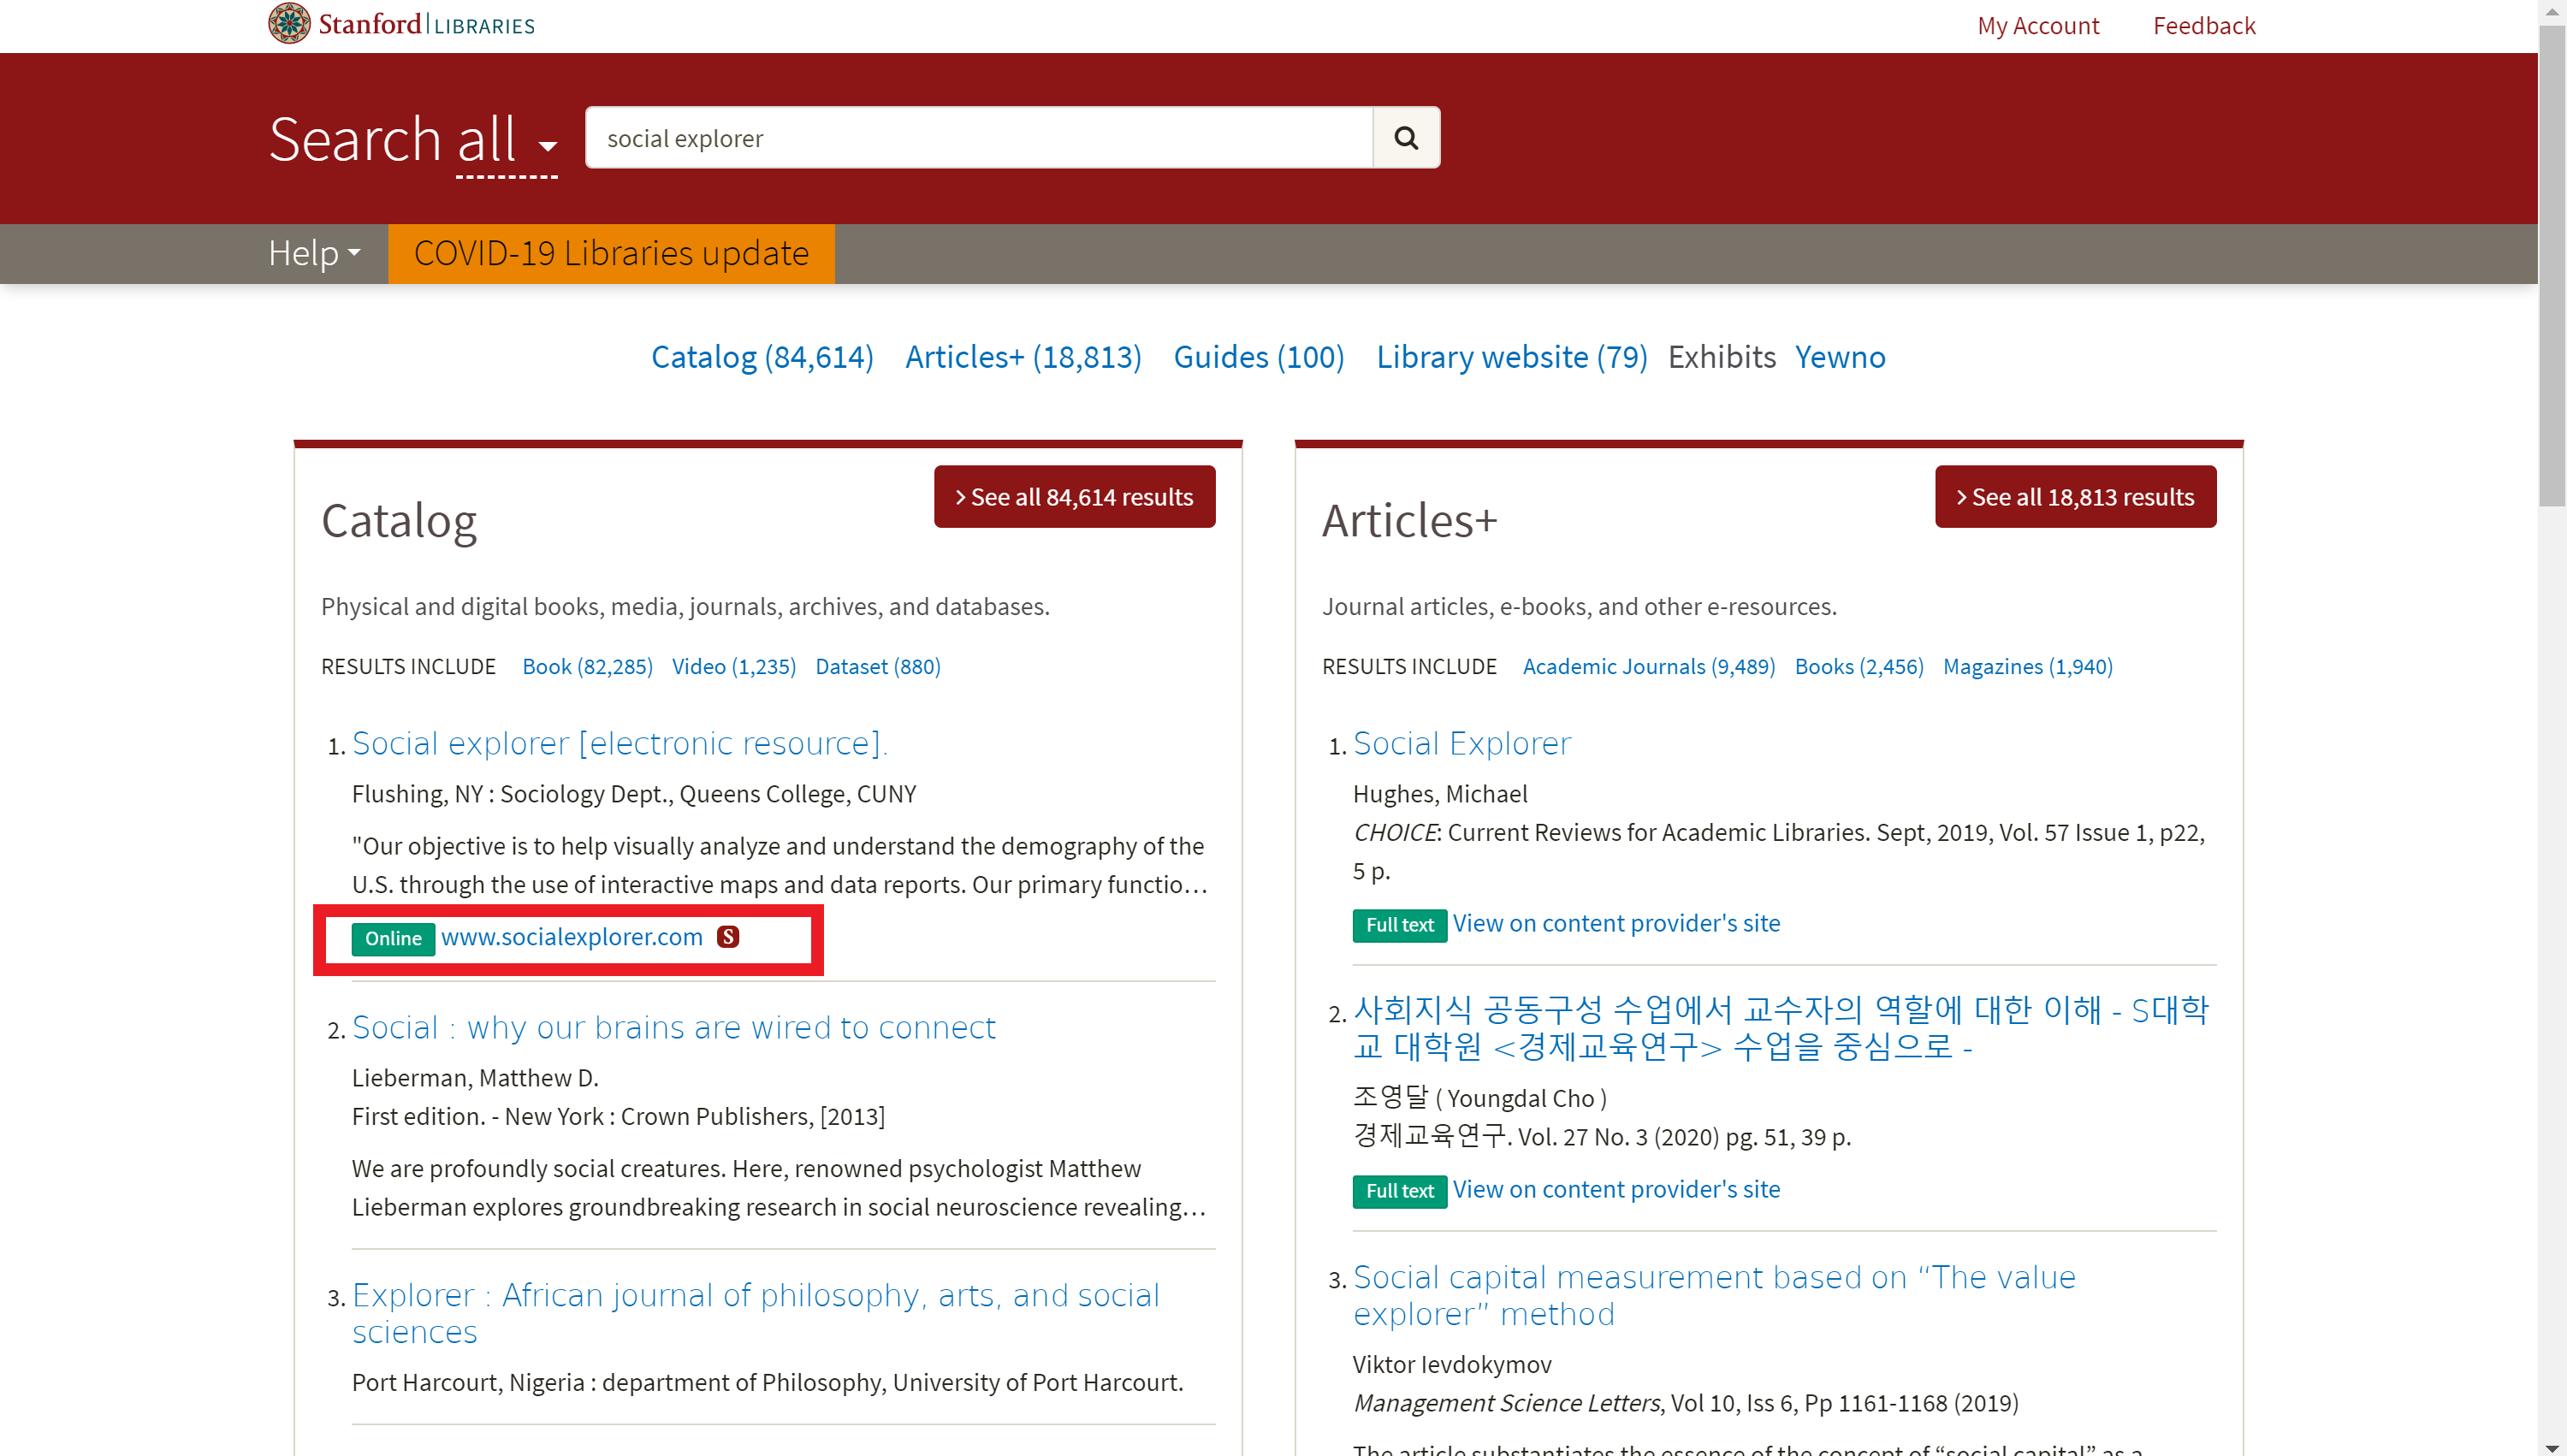 Stanford LIBRARIES
My Account Feedback
Search all social explorer
Help COVID-19 Libraries update
Catalog (84,614) Articles+ (18,813) Guides (100) Library website (79) Exhibits Yewno
Catalog
> See all 84,614 results
Physical and digital books, media, journals, archives, and databases.
RESULTS INCLUDE Book (82,285) Video (1,235) Dataset (880)
1. Social explorer [electronic resource].
Flushing, NY : Sociology Dept., Queens College, CUNY
"Our objective is to help visually analyze and understand the demography of the
U.S. through the use of interactive maps and data reports. Our primary functio...
Online www.socialexplorer.com S
2. Social : why our brains are wired to connect
Lieberman, Matthew D.
First edition. - New York : Crown Publishers, [2013]
We are profoundly social creatures. Here, renowned psychologist Matthew
Lieberman explores groundbreaking research in social neuroscience revealing...
3. Explorer : African journal of philosophy, arts, and social
sciences
Port Harcourt, Nigeria : department of Philosophy, University of Port Harcourt.
Articles+
> See all 18,813 results
Journal articles, e-books, and other e-resources.
RESULTS INCLUDE Academic Journals (9,489) Books (2,456) Magazines (1,940)
1. Social Explorer
Hughes, Michael
CHOICE: Current Reviews for Academic Libraries. Sept, 2019, Vol. 57 Issue 1, p22,
5 p.
Full text View on content provider's site
2. 사회지식 공동구성 수업에서 교수자의 역할에 대한 이해 - S대학
교 대학원 <경제교육연구> 수업을 중심으로 -
조영달 ( Youngdal Cho )
경제교육연구. Vol. 27 No. 3 (2020) pg. 51, 39 p.
Full text View on content provider's site
3. Social capital measurement based on “The value
explorer” method
Viktor Ievdokymov
Management Science Letters, Vol 10, Iss 6, Pp 1161-1168 (2019)
The article substantiates the essence of the concept of “social capital” as a